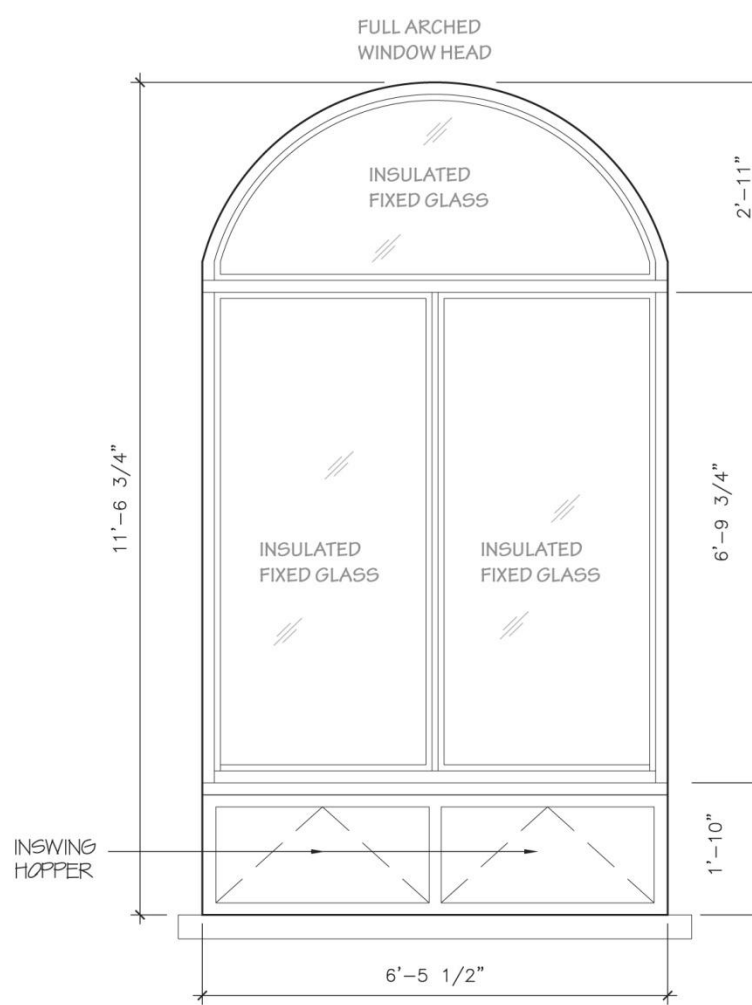 FULL ARCHED
WINDOW HEAD
INSULATED
FIXED GLASS
2'-11"
11'-6 3/4"
6'-9 3/4"
INSULATED
FIXED GLASS
INSULATED
FIXED GLASS
INSWING
HOPPER
1'-10"
6'-5 1/2"